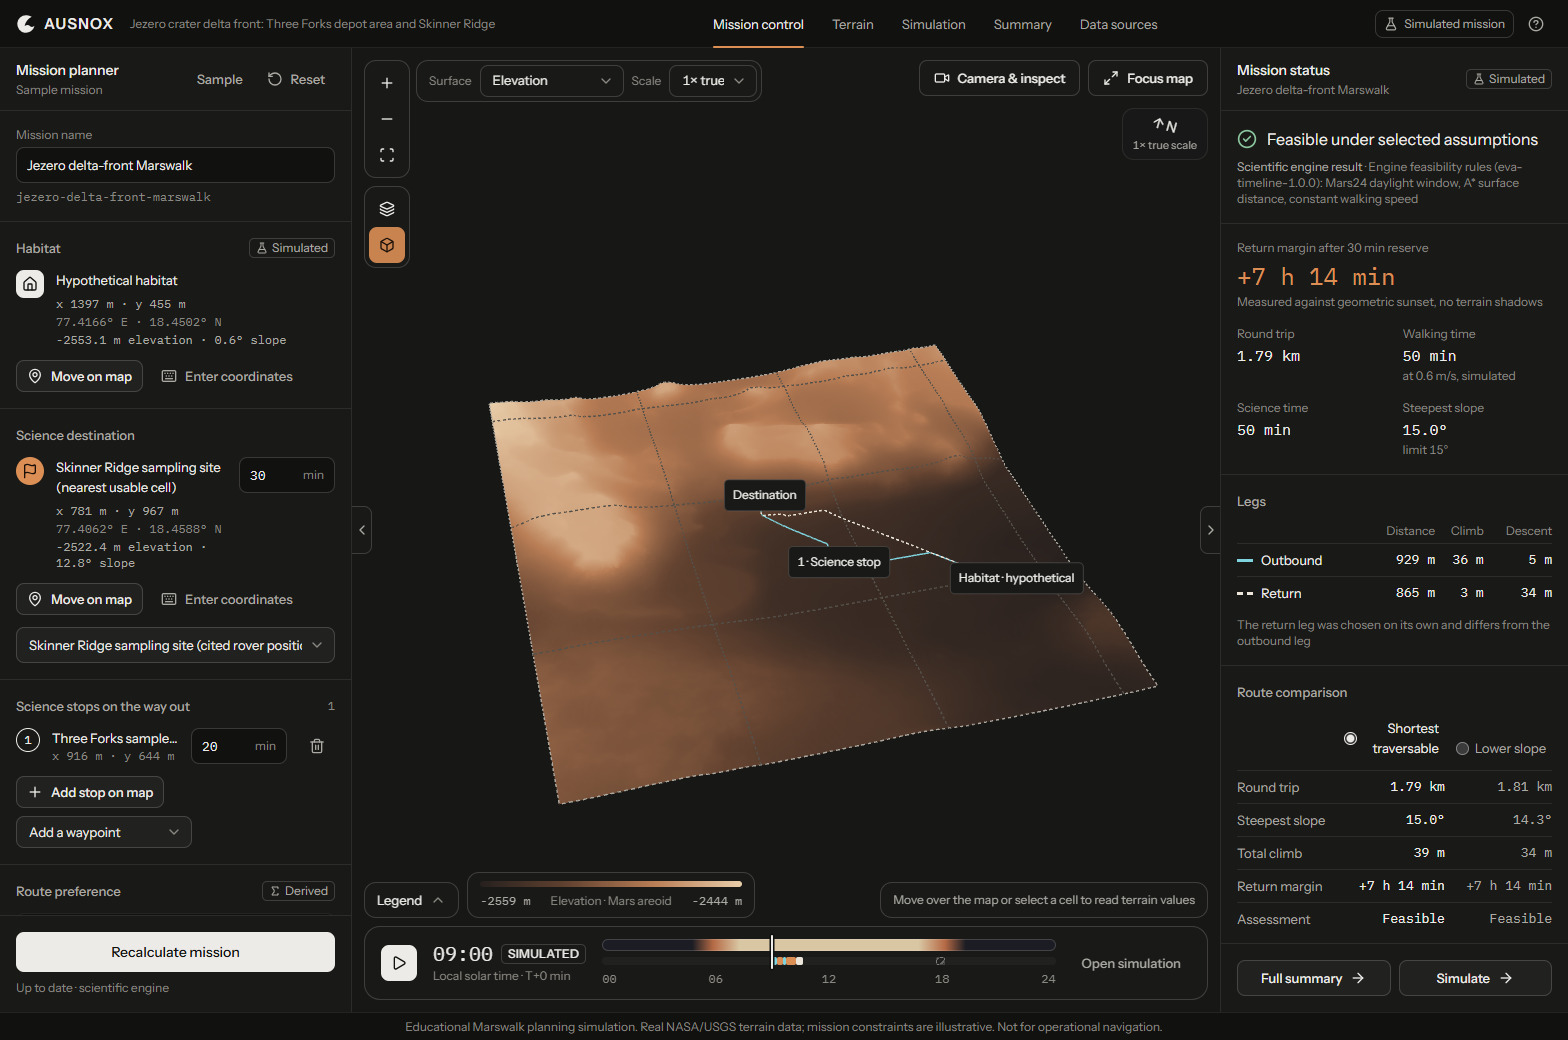 AUSNOX
Jezero crater delta front: Three Forks depot area and Skinner Ridge
Mission control
Terrain
Simulation
Summary
Data sources
Simulated mission
Mission planner
Sample mission
Sample
Reset
Mission name
Jezero delta-front Marswalk
jezero-delta-front-marswalk
Habitat
Simulated
Hypothetical habitat
x 1397 m · y 455 m
77.4166° E · 18.4502° N
-2553.1 m elevation · 0.6° slope
Move on map
Enter coordinates
Science destination
Skinner Ridge sampling site
(nearest usable cell)
30 min
x 781 m · y 967 m
77.4062° E · 18.4588° N
-2522.4 m elevation ·
12.8° slope
Move on map
Enter coordinates
Skinner Ridge sampling site (cited rover positic
Science stops on the way out
1
1
Three Forks sample...
x 916 m · y 644 m
20 min
Add stop on map
Add a waypoint
Route preference
Derived
Recalculate mission
Up to date · scientific engine
Surface
Elevation
Scale
1× true
Camera & inspect
Focus map
N
1× true scale
Destination
1 · Science stop
Habitat · hypothetical
Legend
-2559 m
Elevation · Mars areoid
-2444 m
Move over the map or select a cell to read terrain values
09:00
SIMULATED
Local solar time · T+0 min
00
06
12
18
24
Open simulation
Mission status
Jezero delta-front Marswalk
Simulated
Feasible under selected assumptions
Scientific engine result · Engine feasibility rules (eva-
timeline-1.0.0): Mars24 daylight window, A* surface
distance, constant walking speed
Return margin after 30 min reserve
+7 h 14 min
Measured against geometric sunset, no terrain shadows
Round trip
1.79 km
Walking time
50 min
at 0.6 m/s, simulated
Science time
50 min
Steepest slope
15.0°
limit 15°
Legs
Distance Climb Descent
Outbound 929 m 36 m 5 m
Return 865 m 3 m 34 m
The return leg was chosen on its own and differs from the
outbound leg
Route comparison
Shortest
traversable
Lower slope
Round trip 1.79 km 1.81 km
Steepest slope 15.0° 14.3°
Total climb 39 m 34 m
Return margin +7 h 14 min +7 h 14 min
Assessment Feasible Feasible
Full summary
Simulate
Educational Marswalk planning simulation. Real NASA/USGS terrain data; mission constraints are illustrative. Not for operational navigation.